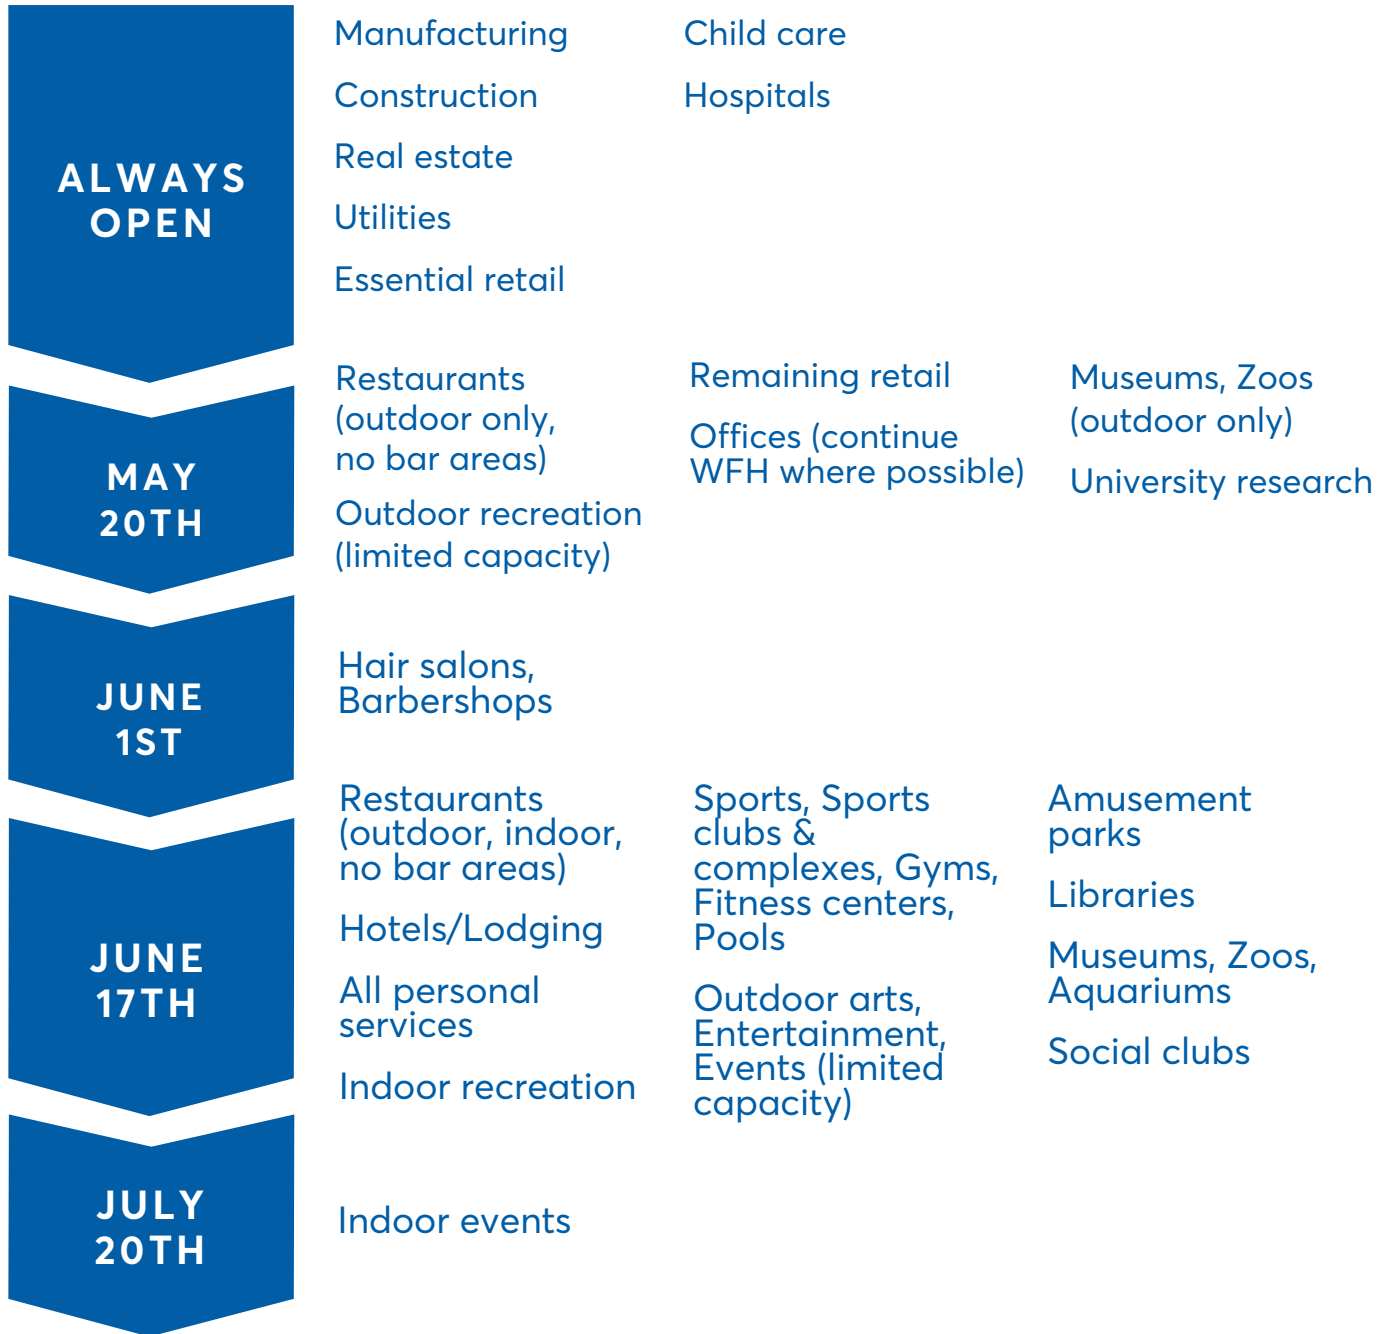 ALWAYS
OPEN
Manufacturing
Construction
Real estate
Utilities
Essential retail
Child care
Hospitals
MAY
20TH
Restaurants
(outdoor only,
no bar areas)
Outdoor recreation
(limited capacity)
Remaining retail
Offices (continue
WFH where possible)
Museums, Zoos
(outdoor only)
University research
JUNE
1ST
Hair salons,
Barbershops
JUNE
17TH
Restaurants
(outdoor, indoor,
no bar areas)
Hotels/Lodging
All personal
services
Indoor recreation
Sports, Sports
clubs &
complexes, Gyms,
Fitness centers,
Pools
Outdoor arts,
Entertainment,
Events (limited
capacity)
Amusement
parks
Libraries
Museums, Zoos,
Aquariums
Social clubs
JULY
20TH
Indoor events